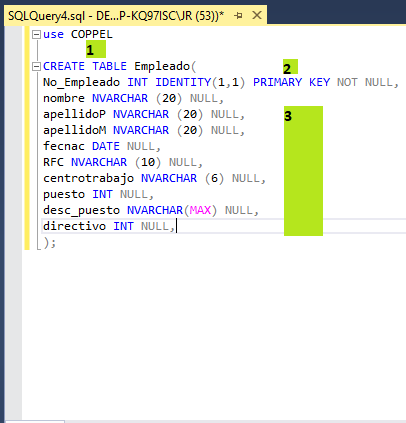 SQLQuery4.sql - DE...P-KQ97ISC\JR (53))*
use COPPEL
1
CREATE TABLE Empleado(
2
No_Empleado INT IDENTITY(1,1) PRIMARY KEY NOT NULL,
nombre NVARCHAR (20) NULL,
apellidoP NVARCHAR (20) NULL,
3
apellidoM NVARCHAR (20) NULL,
fecnac DATE NULL,
RFC NVARCHAR (10) NULL,
centrotrabajo NVARCHAR (6) NULL,
puesto INT NULL,
desc_puesto NVARCHAR(MAX) NULL,
directivo INT NULL,
);